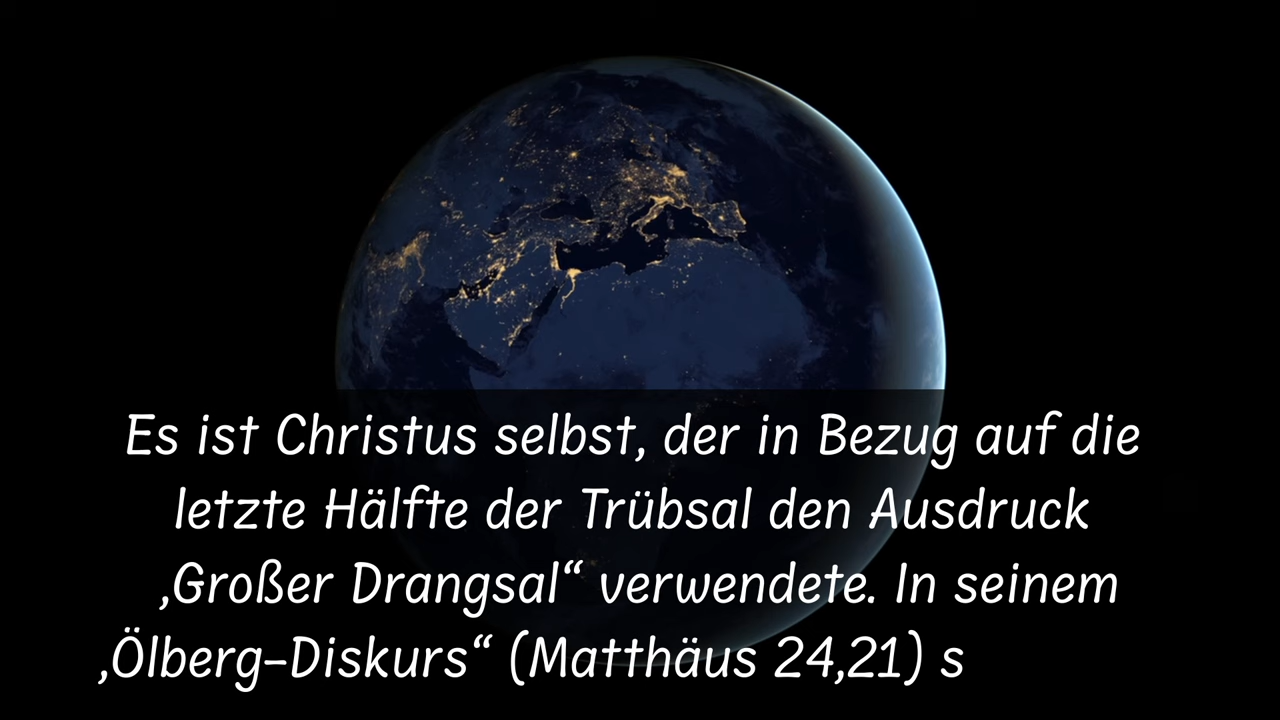 Es ist Christus selbst, der in Bezug auf die
letzte Hälfte der Trübsal den Ausdruck
‚Großer Drangsal“ verwendete. In seinem
‚Ölberg-Diskurs“ (Matthäus 24,21) s